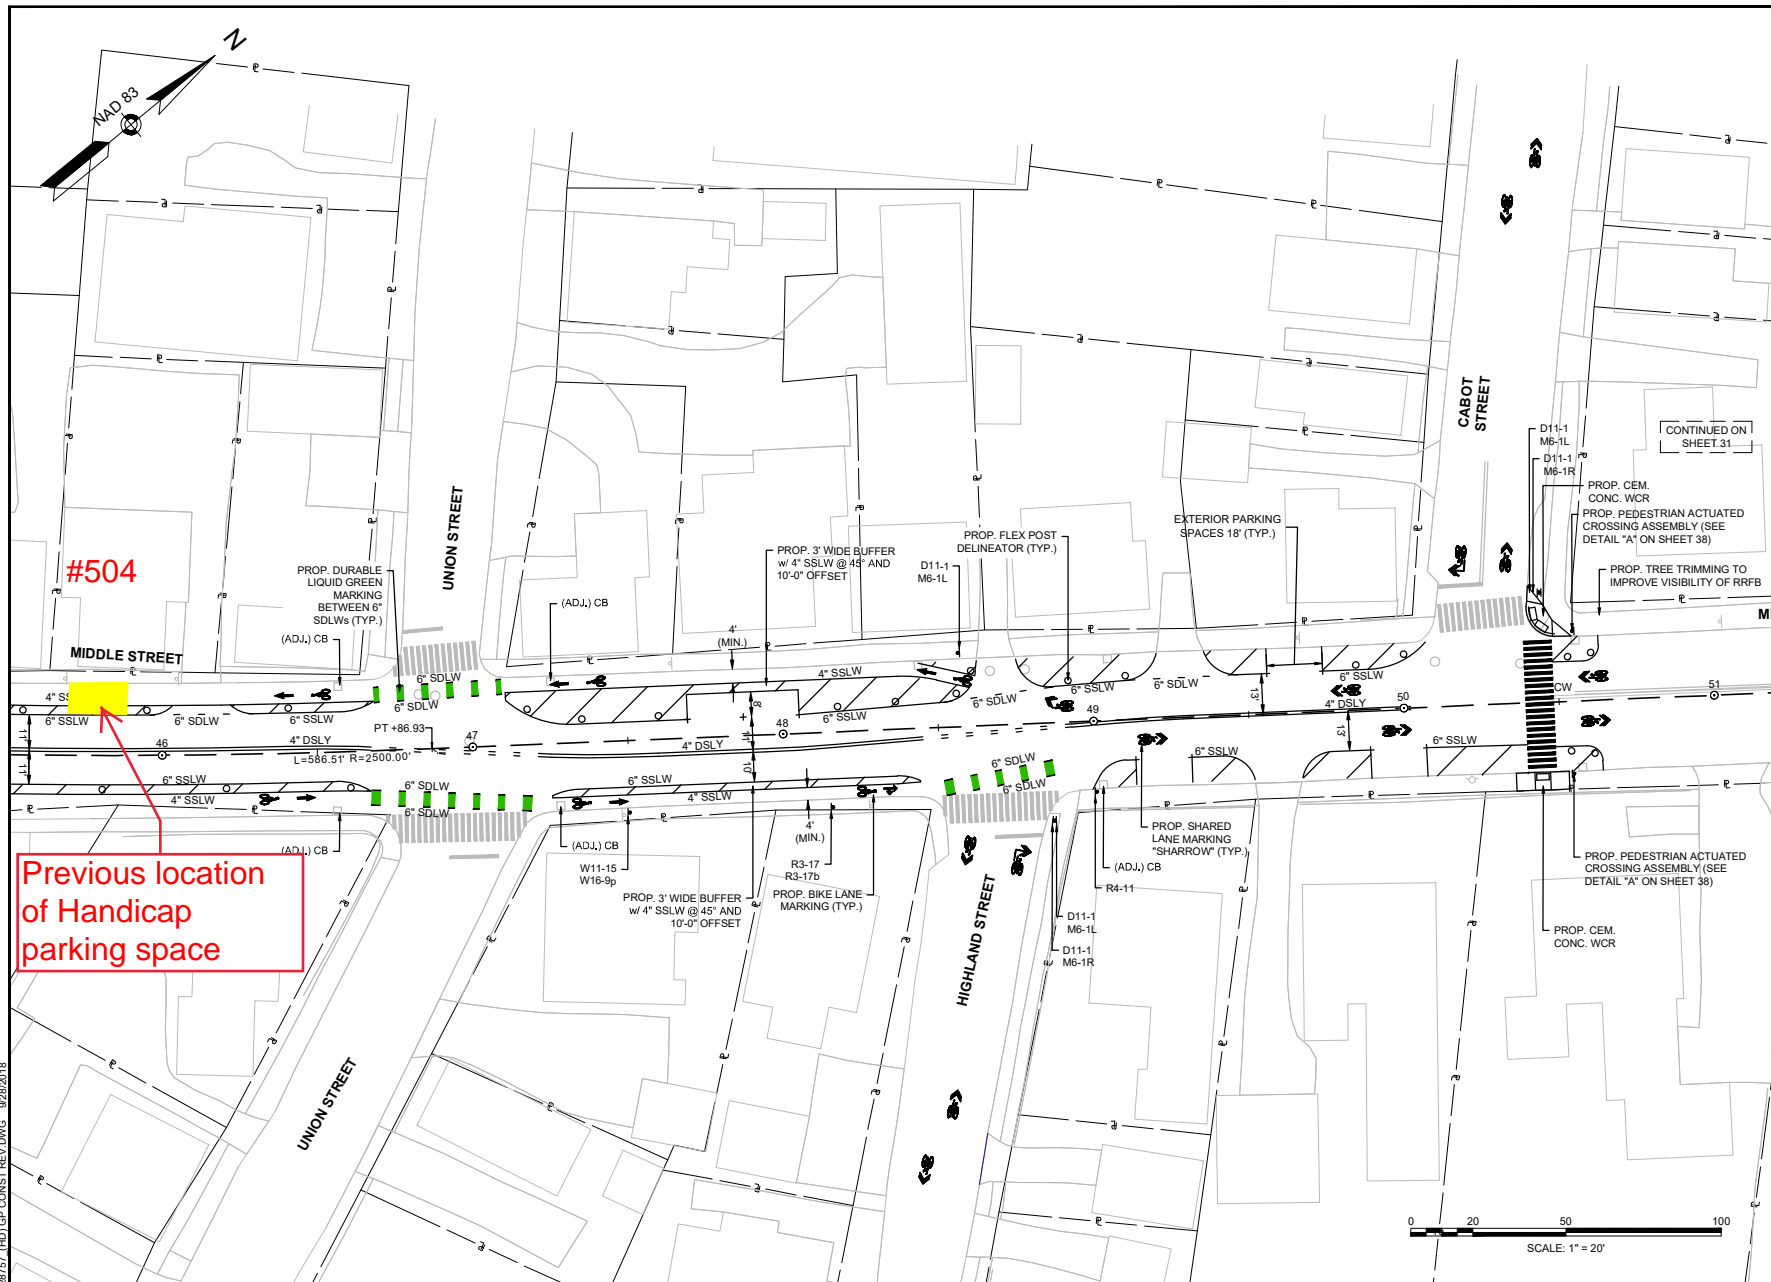 N
NAD 83
UNION STREET
CABOT
STREET
CONTINUED ON
SHEET 31
D11-1
M6-1L
D11-1
M6-1R
PROP. CEM.
CONC. WCR
PROP. PEDESTRIAN ACTUATED
CROSSING ASSEMBLY (SEE
DETAIL "A" ON SHEET 38)
PROP. TREE TRIMMING TO
IMPROVE VISIBILITY OF RRFB
#504
PROP. DURABLE
LIQUID GREEN
MARKING
BETWEEN 6"
SDLWs (TYP.)
(ADJ.) CB
(ADJ.) CB
PROP. 3' WIDE BUFFER
w/ 4" SSLW @ 45° AND
10'-0" OFFSET
D11-1
M6-1L
PROP. FLEX POST
DELINEATOR (TYP.)
EXTERIOR PARKING
SPACES 18' (TYP.)
MIDDLE STREET
4'
(MIN.)
6" SDLW
4" SSLW
6" SSLW
6" SSLW
6" SDLW
6" SSLW
6" SDLW
6" SSLW
6" SDLW
6" SSLW
6" SDLW
6" SSLW
11'
11'
8'
11'
10'
13'
13'
46
47
48
49
50
51
CW
PT +86.93
4" DSLY
4" DSLY
4" DSLY
L=586.51' R=2500.00'
6" SSLW
4" SSLW
6" SDLW
6" SDLW
6" SSLW
4" SSLW
6" SDLW
6" SDLW
6" SSLW
6" SSLW
(ADJ.) CB
(ADJ.) CB
W11-15
W16-9p
4'
(MIN.)
R3-17
R3-17b
PROP. 3' WIDE BUFFER
w/ 4" SSLW @ 45° AND
10'-0" OFFSET
PROP. BIKE LANE
MARKING (TYP.)
PROP. SHARED
LANE MARKING
"SHARROW" (TYP.)
(ADJ.) CB
R4-11
D11-1
M6-1L
D11-1
M6-1R
PROP. PEDESTRIAN ACTUATED
CROSSING ASSEMBLY (SEE
DETAIL "A" ON SHEET 38)
PROP. CEM.
CONC. WCR
Previous location
of Handicap
parking space
HIGHLAND STREET
UNION STREET
0 20 50 100
SCALE: 1" = 20'